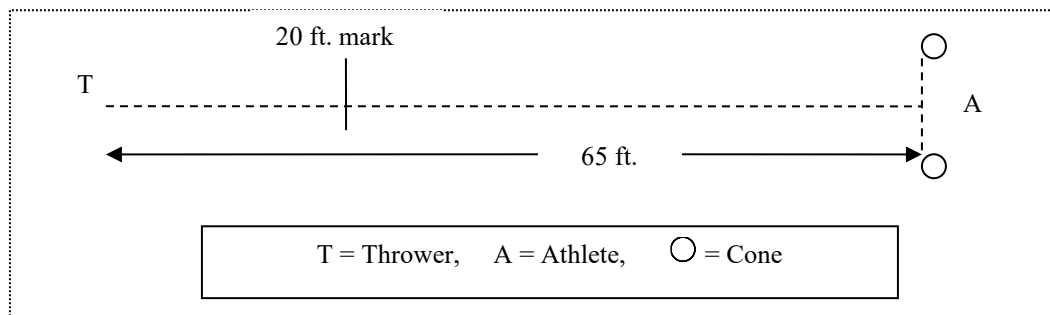 20 ft. mark
T
A
65 ft.
T = Thrower, A = Athlete, = Cone